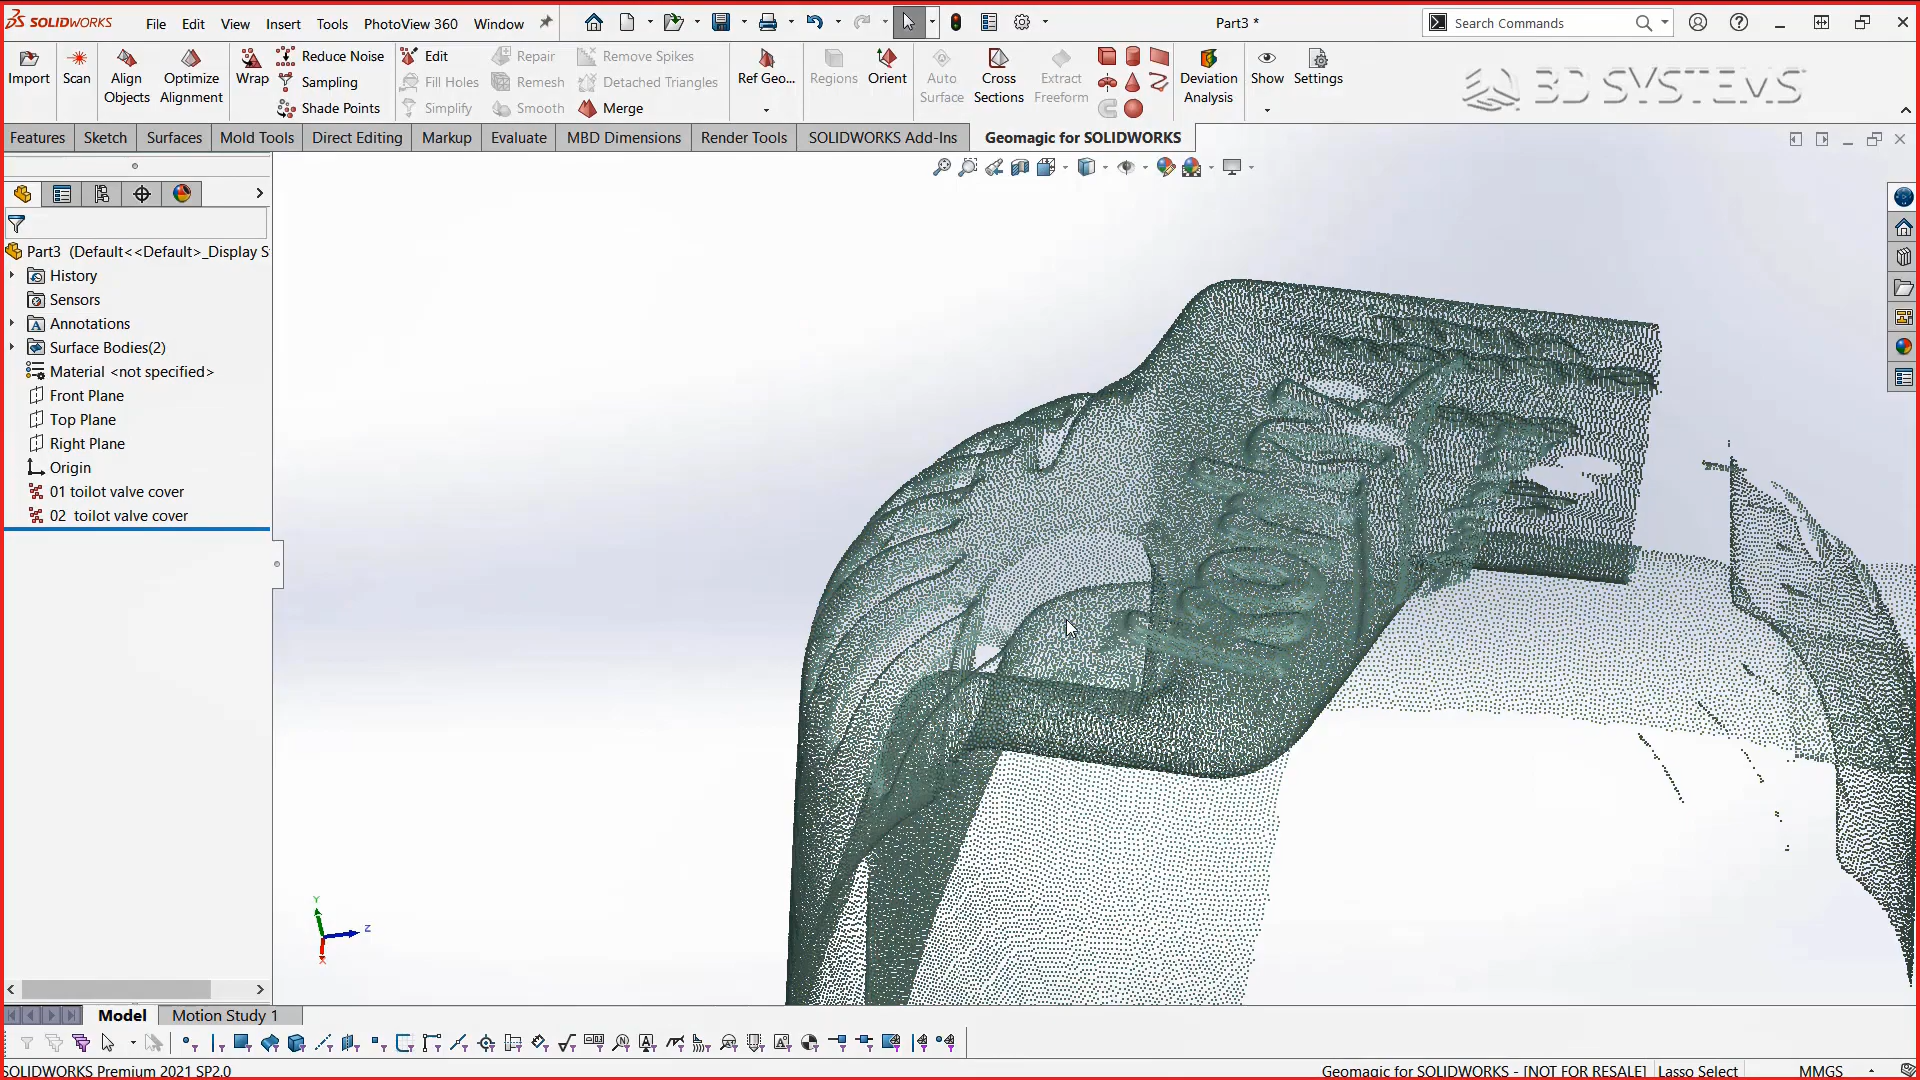 SOLIDWORKS File Edit View Insert Tools PhotoView 360 Window Part3 * Search Commands
Import Scan Align Objects Optimize Alignment Wrap Reduce Noise Sampling Shade Points Edit Fill Holes Simplify Repair Remesh Smooth Remove Spikes Detached Triangles Merge Ref Geo... Regions Orient Auto Surface Cross Sections Extract Freeform Deviation Analysis Show Settings 3D SYSTEMS
Features Sketch Surfaces Mold Tools Direct Editing Markup Evaluate MBD Dimensions Render Tools SOLIDWORKS Add-Ins Geomagic for SOLIDWORKS
Part3 (Default<<Default>_Display S
History
Sensors
Annotations
Surface Bodies(2)
Material <not specified>
Front Plane
Top Plane
Right Plane
Origin
01 toilot valve cover
02 toilot valve cover
Y
Z
X
Model Motion Study 1
SOLIDWORKS Premium 2021 SP2.0 Geomagic for SOLIDWORKS - [NOT FOR RESALE] Lasso Select MMGS